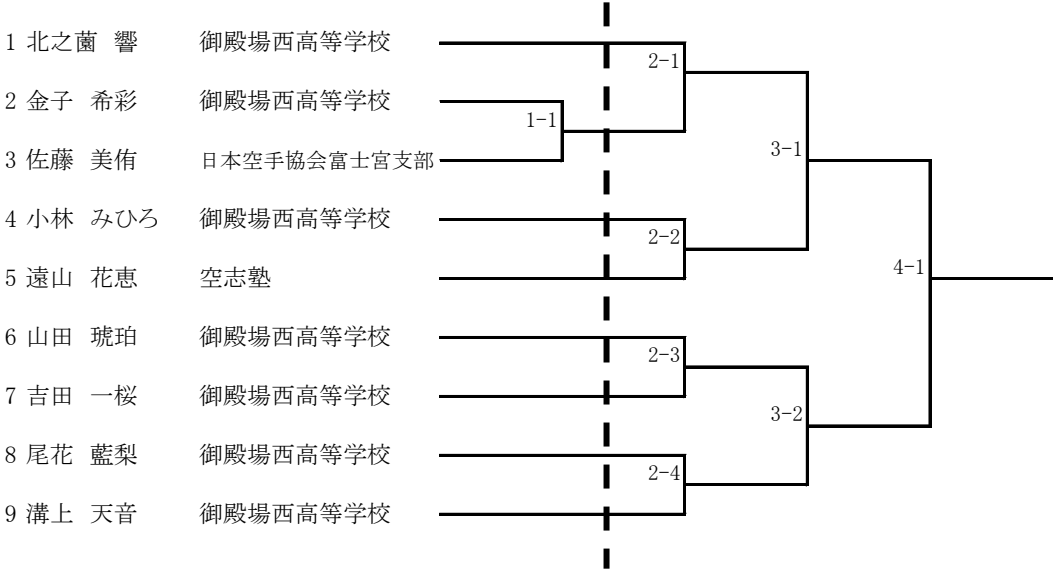 1 北之薗 響 御殿場西高等学校
2-1
2 金子 希彩 御殿場西高等学校
1-1
3 佐藤 美侑 日本空手協会富士宮支部
3-1
4 小林 みひろ 御殿場西高等学校
2-2
5 遠山 花恵 空志塾
4-1
6 山田 琥珀 御殿場西高等学校
2-3
7 吉田 一桜 御殿場西高等学校
3-2
8 尾花 藍梨 御殿場西高等学校
2-4
9 溝上 天音 御殿場西高等学校